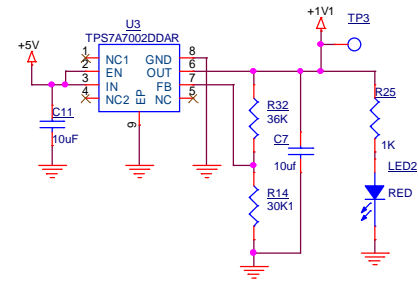 +1V1
TP3
U3
TPS7A7002DDAR
+5V
1 NC1 GND 8
2 EN OUT 6
3 IN FB 7
4 NC2 NC 5
EP
9
C11
10uF
R32
36K
C7
10uf
R14
30K1
R25
1K
LED2
RED